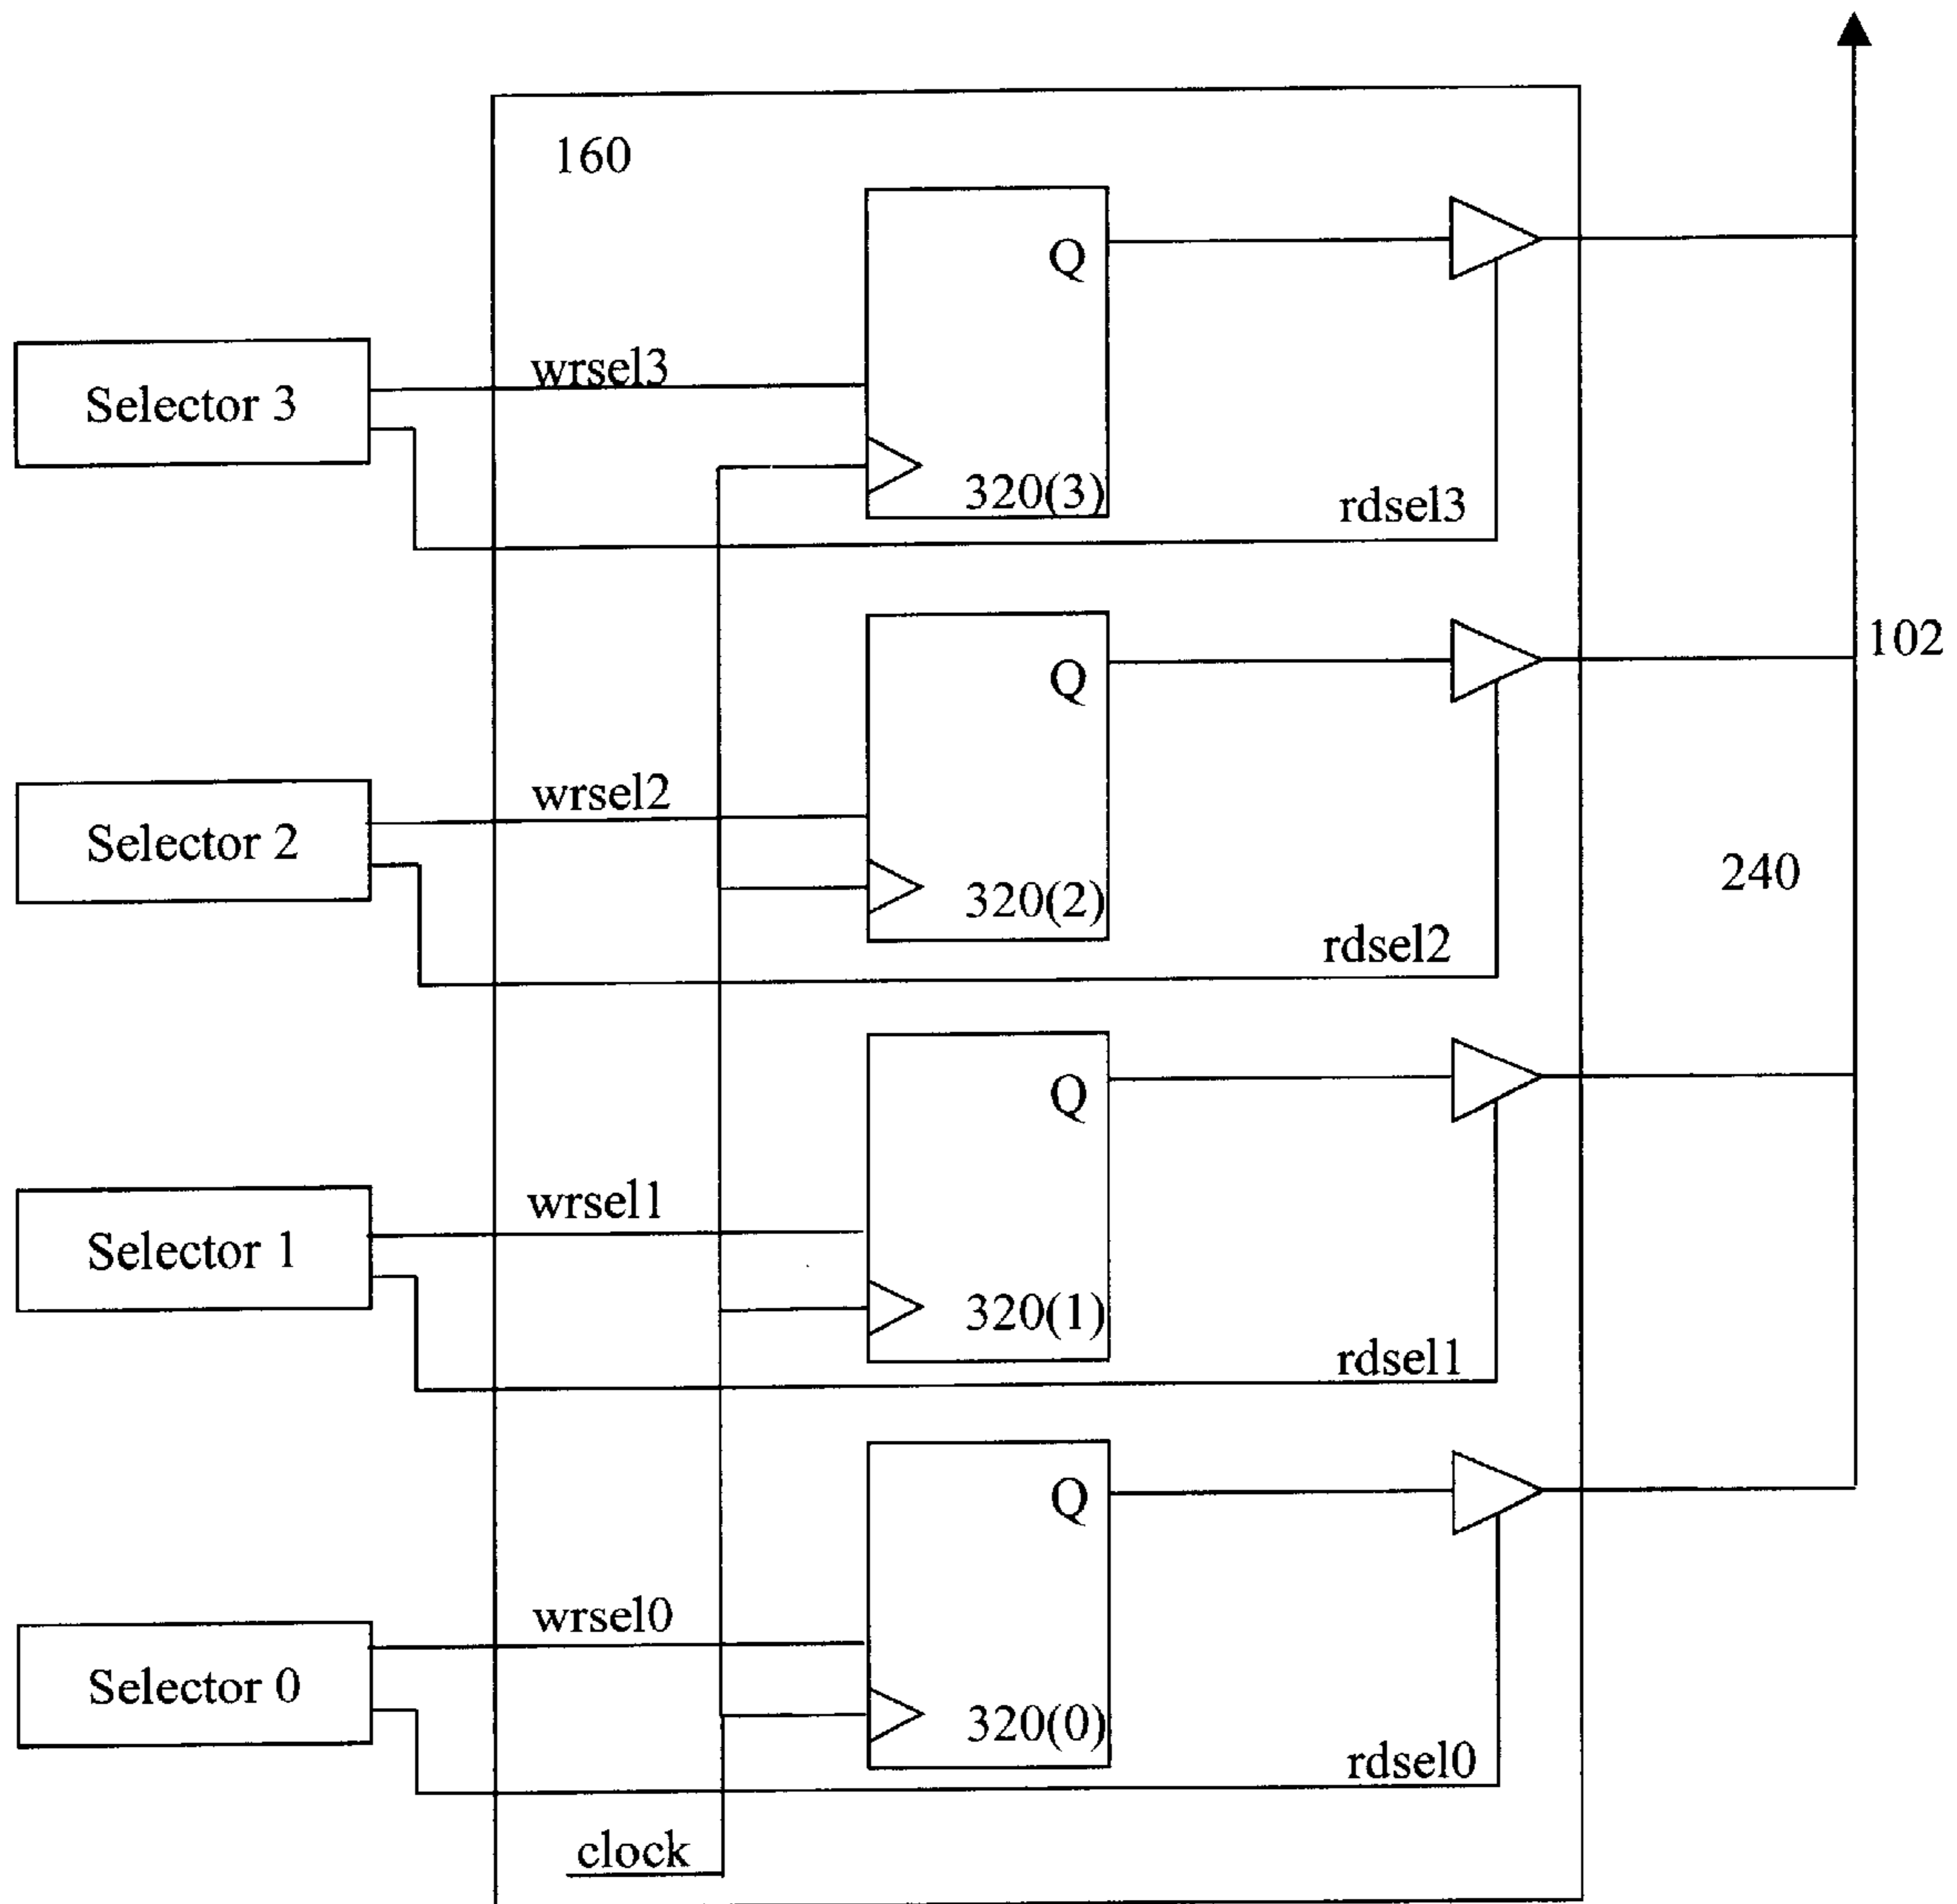 160
Q
wrsel3
Selector 3
320(3)
rdsel3
102
Q
wrsel2
Selector 2
240
320(2)
rdsel2
Q
wrsel1
Selector 1
320(1)
rdsel1
Q
wrsel0
Selector 0
320(0)
rdsel0
clock